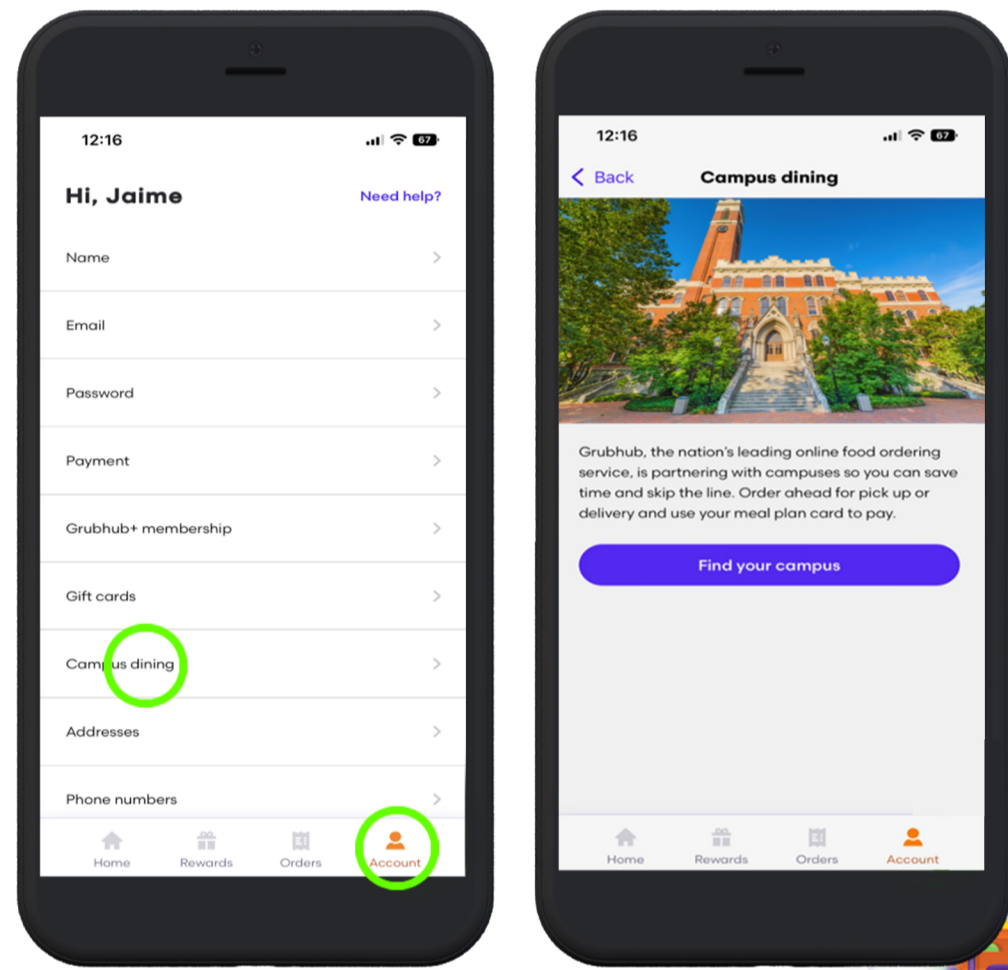 12:16
67
Hi, Jaime
Need help?
Name
Email
Password
Payment
Grubhub+ membership
Gift cards
Campus dining
Addresses
Phone numbers
Home
Rewards
Orders
Account
12:16
67
Back
Campus dining
Grubhub, the nation's leading online food ordering
service, is partnering with campuses so you can save
time and skip the line. Order ahead for pick up or
delivery and use your meal plan card to pay.
Find your campus
Home
Rewards
Orders
Account